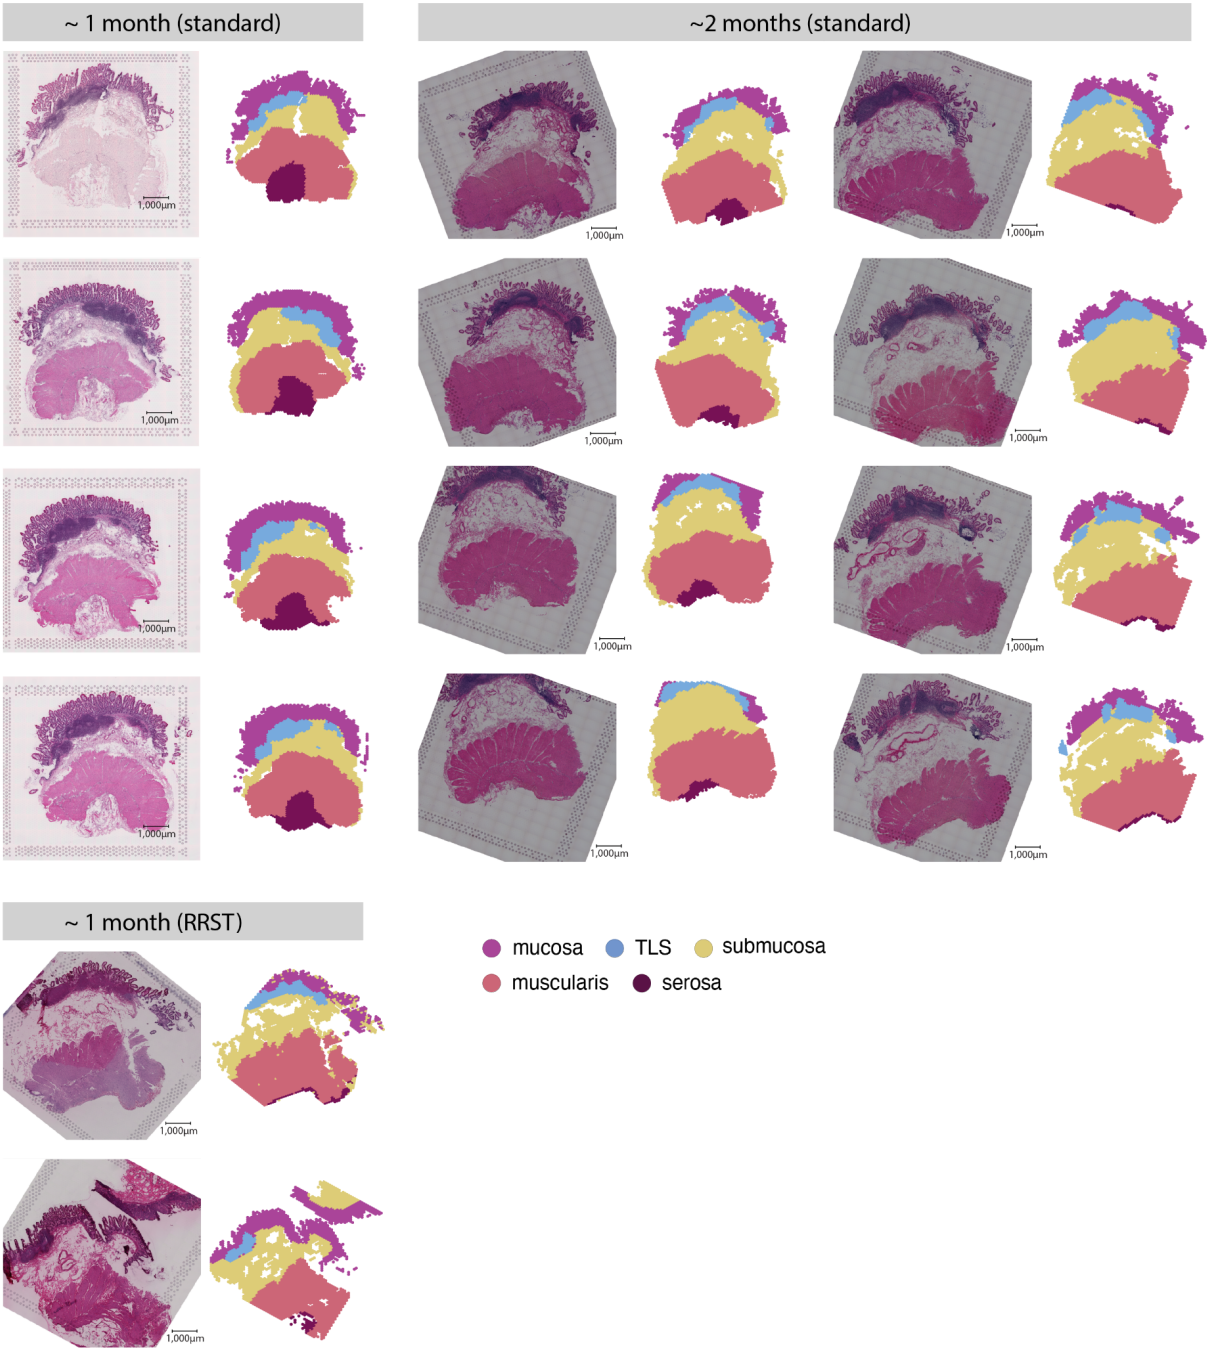 ~ 1 month (standard)
~2 months (standard)
1,000µm
1,000µm
1,000µm
1,000µm
1,000µm
1,000µm
1,000µm
1,000µm
1,000µm
1,000µm
1,000µm
1,000µm
~ 1 month (RRST)
mucosa
TLS
submucosa
muscularis
serosa
1,000µm
1,000µm